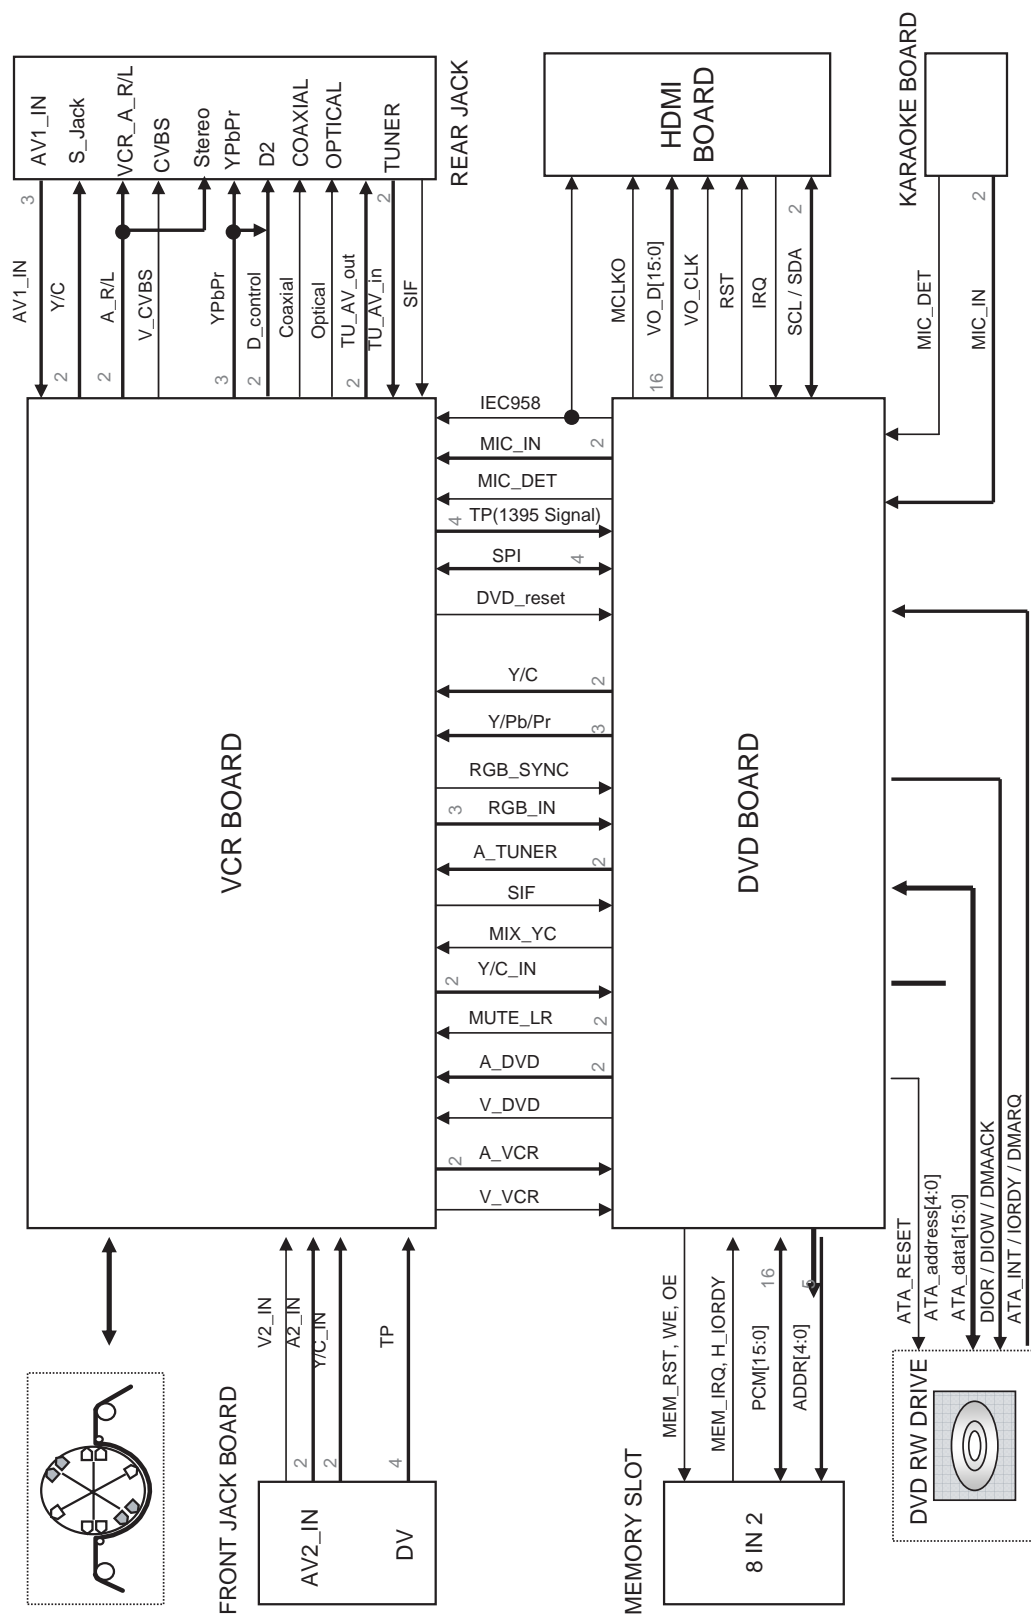 REAR JACK
AV1_IN
S_Jack
VCR_A_R/L
CVBS
Stereo
YPbPr
D2
COAXIAL
OPTICAL
TUNER
3
2
AV1_IN
Y/C
A_R/L
V_CVBS
YPbPr
D_control
Coaxial
Optical
TU_AV_out
TU_AV_in
SIF
2
2
3
2
2
HDMI
BOARD
MCLKO
VO_D[15:0]
VO_CLK
RST
IRQ
SCL / SDA
16
2
KARAOKE BOARD
MIC_DET
MIC_IN
2
VCR BOARD
IEC958
MIC_IN
2
MIC_DET
TP(1395 Signal)
4
SPI
4
DVD_reset
Y/C
2
Y/Pb/Pr
3
RGB_SYNC
RGB_IN
3
A_TUNER
2
SIF
MIX_YC
Y/C_IN
2
MUTE_LR
2
A_DVD
2
V_DVD
A_VCR
2
V_VCR
DVD BOARD
FRONT JACK BOARD
AV2_IN
DV
V2_IN
A2_IN
Y/C_IN
TP
2
2
4
MEMORY SLOT
8 IN 2
MEM_RST, WE, OE
MEM_IRQ, H_IORDY
PCM[15:0]
16
ADDR[4:0]
5
DVD RW DRIVE
ATA_RESET
ATA_address[4:0]
ATA_data[15:0]
DIOR / DIOW / DMAACK
ATA_INT / IORDY / DMARQ